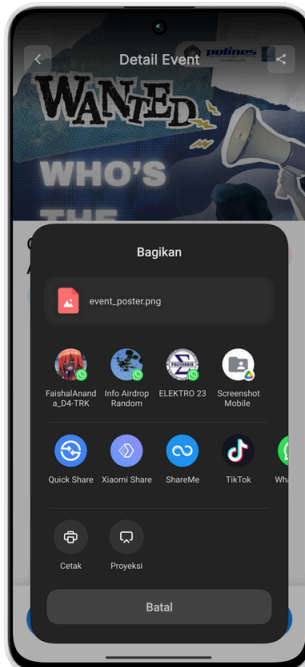 Detail Event
polines
WANTED
WHO'S
THE
Bagikan
event_poster.png
FaishalAnand
a_D4-TRK
Info Airdrop
Random
ELEKTRO 23
Screenshot
Mobile
Quick Share
Xiaomi Share
ShareMe
TikTok
Wha
Cetak
Proyeksi
Batal